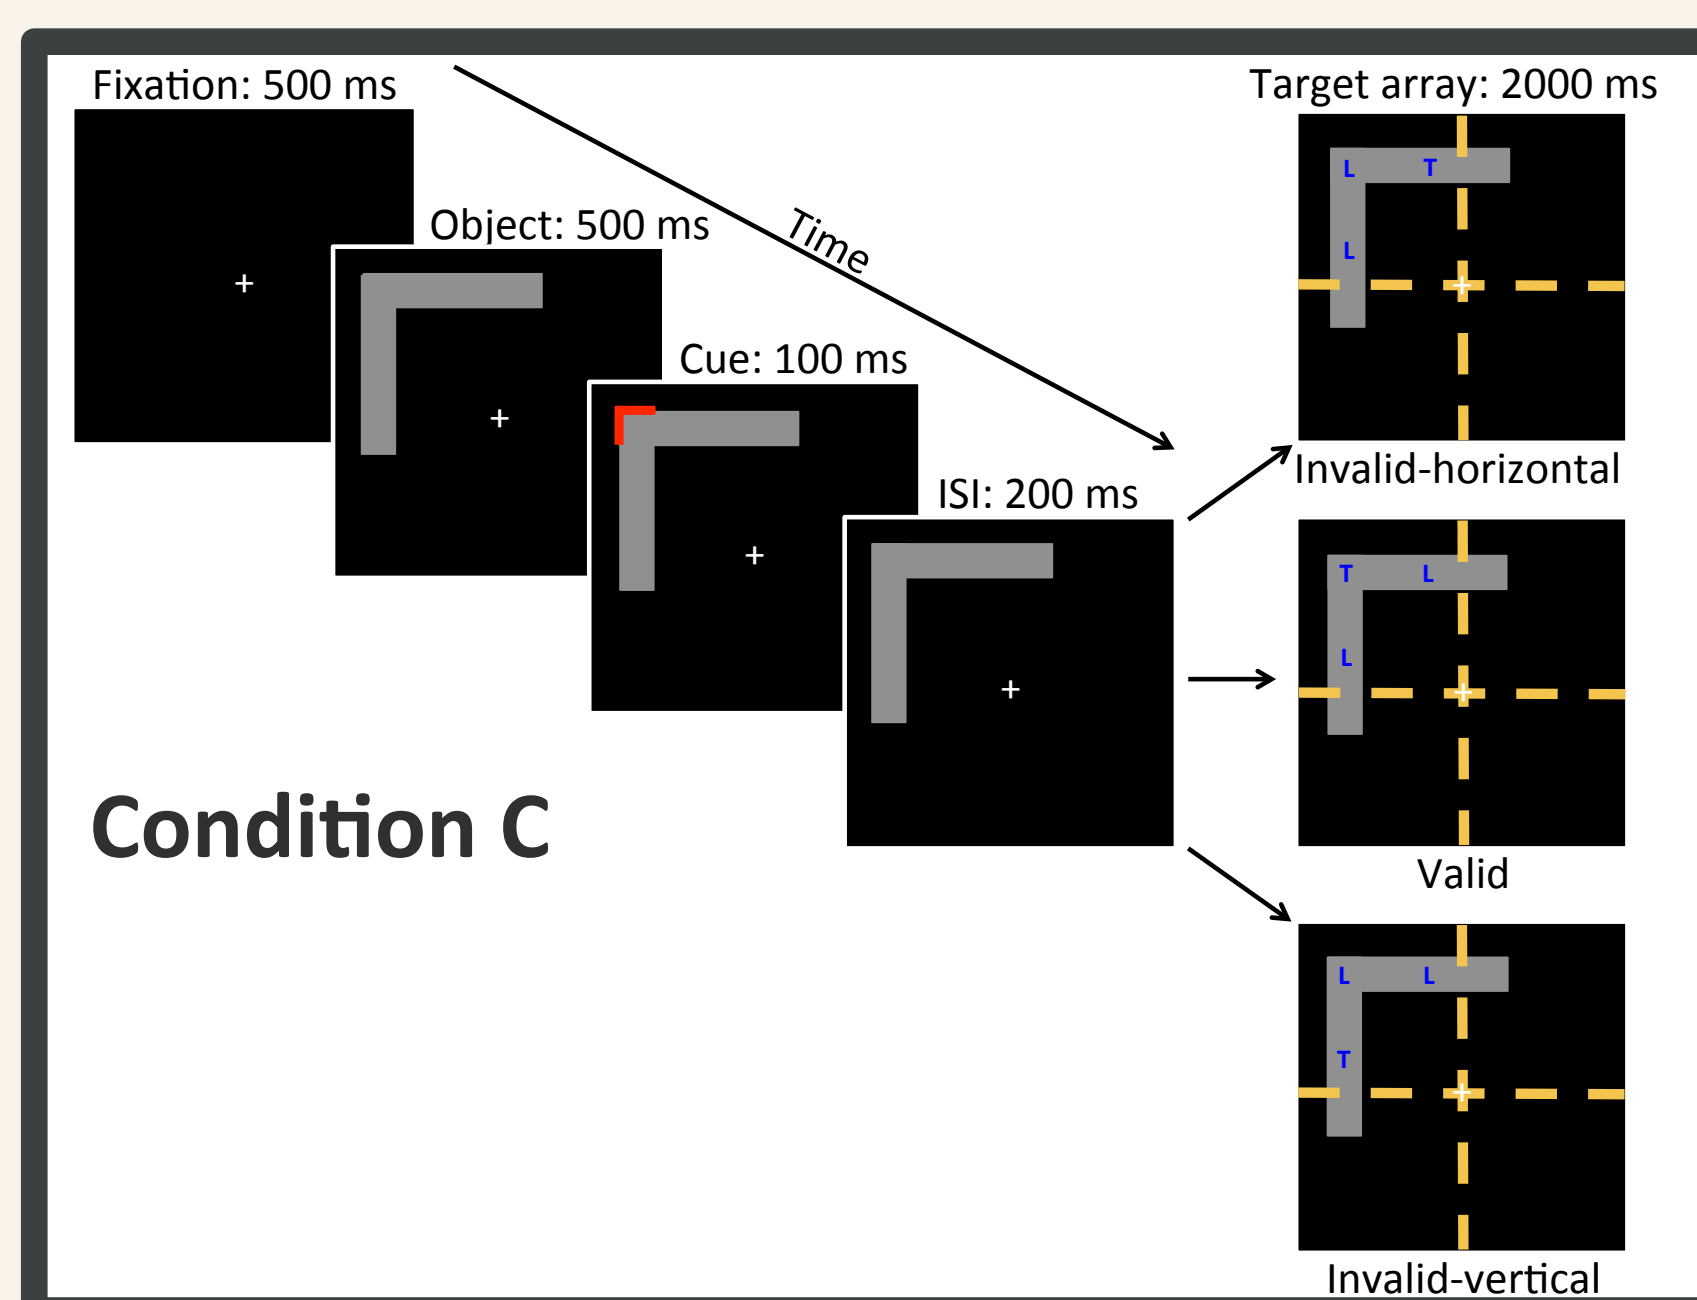 Fixation: 500 ms
Object: 500 ms
Cue: 100 ms
ISI: 200 ms
Time
Condition C
Target array: 2000 ms
L T
L
Invalid-horizontal
T L
L
Valid
L L
T
Invalid-vertical